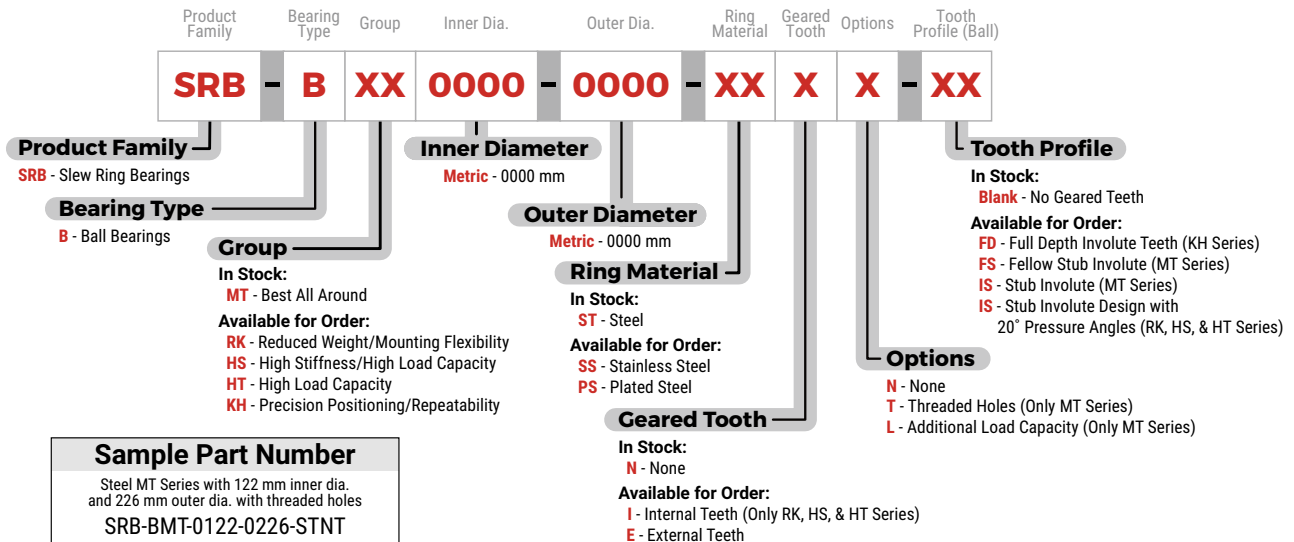 Product Family
Bearing Type
Group
Inner Dia.
Outer Dia.
Ring Material
Geared Tooth
Options
Tooth Profile (Ball)
SRB - B XX 0000 - 0000 - XX X X - XX
Product Family
SRB - Slew Ring Bearings
Bearing Type
B - Ball Bearings
Group
In Stock:
MT - Best All Around
Available for Order:
RK - Reduced Weight/Mounting Flexibility
HS - High Stiffness/High Load Capacity
HT - High Load Capacity
KH - Precision Positioning/Repeatability
Inner Diameter
Metric - 0000 mm
Outer Diameter
Metric - 0000 mm
Ring Material
In Stock:
ST - Steel
Available for Order:
SS - Stainless Steel
PS - Plated Steel
Geared Tooth
In Stock:
N - None
Available for Order:
I - Internal Teeth (Only RK, HS, & HT Series)
E - External Teeth
Options
N - None
T - Threaded Holes (Only MT Series)
L - Additional Load Capacity (Only MT Series)
Tooth Profile
In Stock:
Blank - No Geared Teeth
Available for Order:
FD - Full Depth Involute Teeth (KH Series)
FS - Fellow Stub Involute (MT Series)
IS - Stub Involute (MT Series)
IS - Stub Involute Design with
20˚ Pressure Angles (RK, HS, & HT Series)
Sample Part Number
Steel MT Series with 122 mm inner dia.
and 226 mm outer dia. with threaded holes
SRB-BMT-0122-0226-STNT